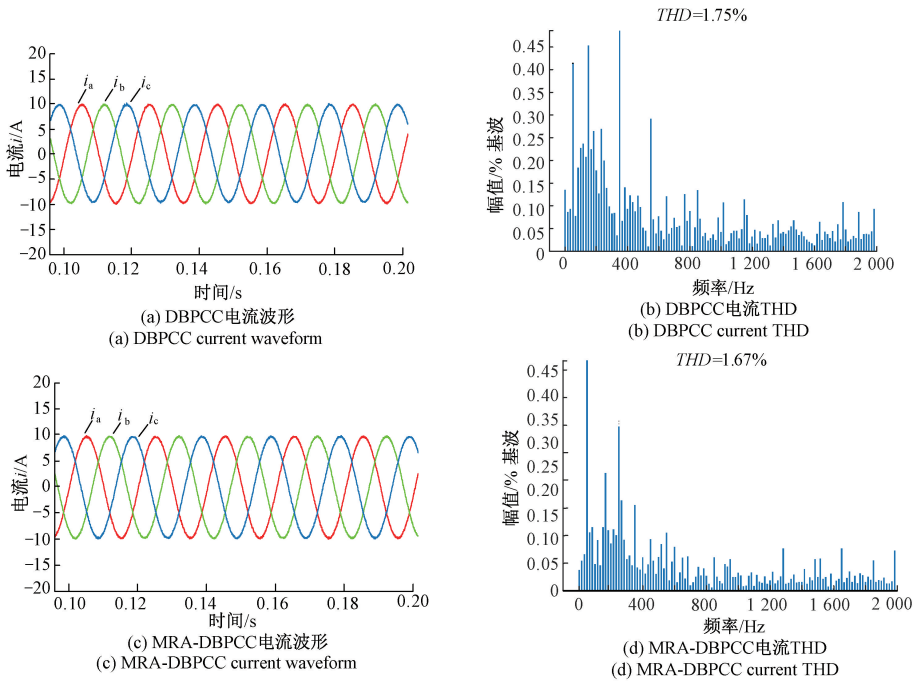 20
15
10
5
0
−5
−10
−15
−20
电流i/A
ia
ib
ic
0.10
0.12
0.14
0.16
0.18
0.20
时间/s
(a) DBPCC电流波形
(a) DBPCC current waveform
THD=1.75%
0.45
0.40
0.35
0.30
0.25
0.20
0.15
0.10
0.05
幅值/% 基波
0
400
800
1 200
1 600
2 000
频率/Hz
(b) DBPCC电流THD
(b) DBPCC current THD
20
15
10
5
0
−5
−10
−15
−20
电流i/A
ia
ib
ic
0.10
0.12
0.14
0.16
0.18
0.20
时间/s
(c) MRA-DBPCC电流波形
(c) MRA-DBPCC current waveform
THD=1.67%
0.45
0.40
0.35
0.30
0.25
0.20
0.15
0.10
0.05
0
幅值/% 基波
0
400
800
1 200
1 600
2 000
频率/Hz
(d) MRA-DBPCC电流THD
(d) MRA-DBPCC current THD